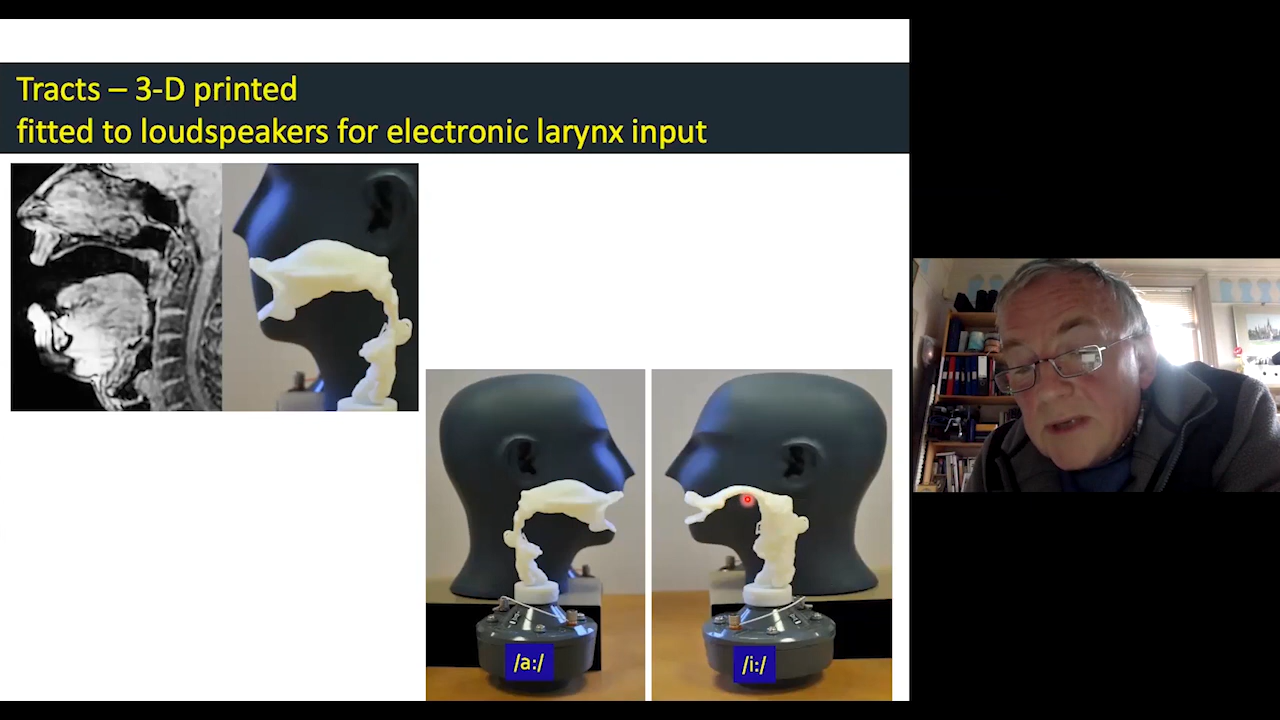 Tracts – 3-D printed
fitted to loudspeakers for electronic larynx input
/a:/
/i:/